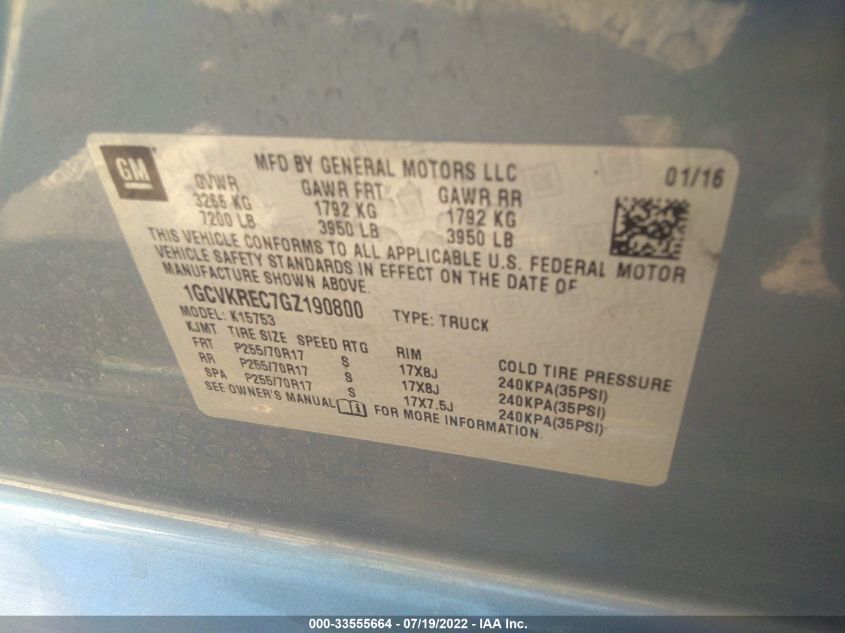 GM
MFD BY GENERAL MOTORS LLC 01/16
GVWR GAWR FRT GAWR RR
3266 KG 1792 KG 1792 KG
7200 LB 3950 LB 3950 LB
THIS VEHICLE CONFORMS TO ALL APPLICABLE U.S. FEDERAL MOTOR
VEHICLE SAFETY STANDARDS IN EFFECT ON THE DATE OF
MANUFACTURE SHOWN ABOVE.
1GCVKREC7GZ190800 TYPE: TRUCK
MODEL: K15753
KJMT TIRE SIZE SPEED RTG RIM COLD TIRE PRESSURE
FRT P255/70R17 S 17X8J 240KPA(35PSI)
RR P255/70R17 S 17X8J 240KPA(35PSI)
SPA P255/70R17 S 17X7.5J 240KPA(35PSI)
SEE OWNER'S MANUAL FOR MORE INFORMATION.
000-33555664 / 07/19/2022 - IAA Inc.